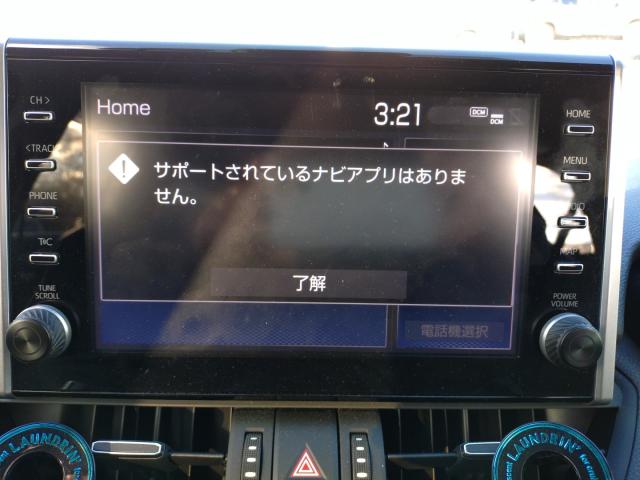 CH >
Home
3:21
DCM
DCM
HOME
サポートされているナビアプリはありま
せん。
< TRACK
MENU
PHONE
T C
MAP
TUNE
SCROLL
了解
POWER
VOLUME
電話機選択
LAUNDRIN'
LAUNDRIN'